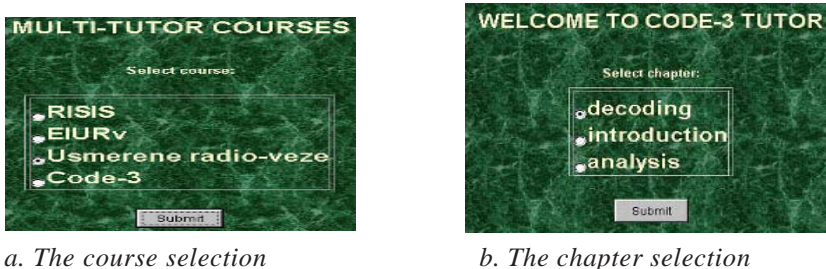 MULTI-TUTOR COURSES
Select course:
RISIS
EIURv
Usmerene radio-veze
Code-3
Submit
a. The course selection
WELCOME TO CODE-3 TUTOR
Select chapter:
decoding
introduction
analysis
Submit
b. The chapter selection